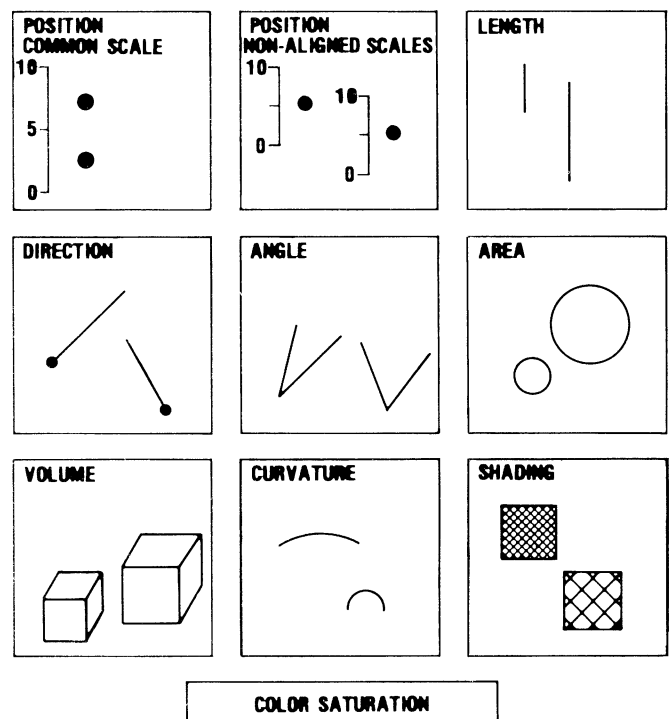 POSITION
COMMON SCALE
10
5
0
POSITION
NON-ALIGNED SCALES
10
0
10
0
LENGTH
DIRECTION
ANGLE
AREA
VOLUME
CURVATURE
SHADING
COLOR SATURATION